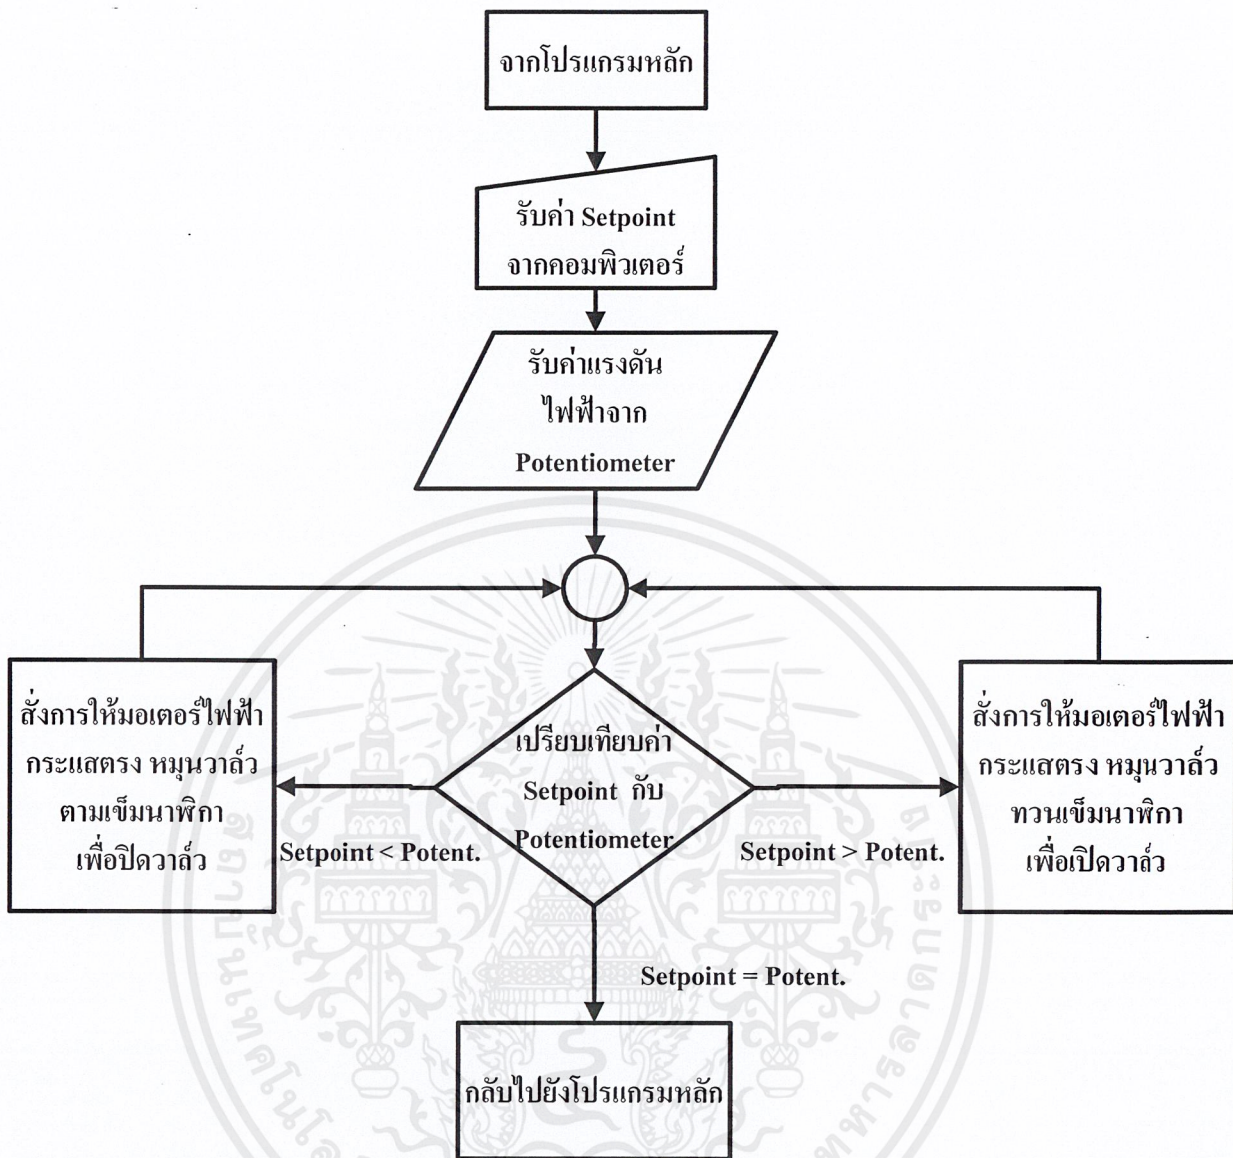 จากโปรแกรมหลัก
รับค่า Setpoint
จากคอมพิวเตอร์
รับค่าแรงดัน
ไฟฟ้าจาก
Potentiometer
สั่งการให้มอเตอร์ไฟฟ้า
กระแสตรง หมุนวาล์ว
ตามเข็มนาฬิกา
เพื่อปิดวาล์ว
เปรียบเทียบค่า
Setpoint กับ
Potentiometer
สั่งการให้มอเตอร์ไฟฟ้า
กระแสตรง หมุนวาล์ว
ทวนเข็มนาฬิกา
เพื่อเปิดวาล์ว
Setpoint < Potent.
Setpoint > Potent.
Setpoint = Potent.
กลับไปยังโปรแกรมหลัก